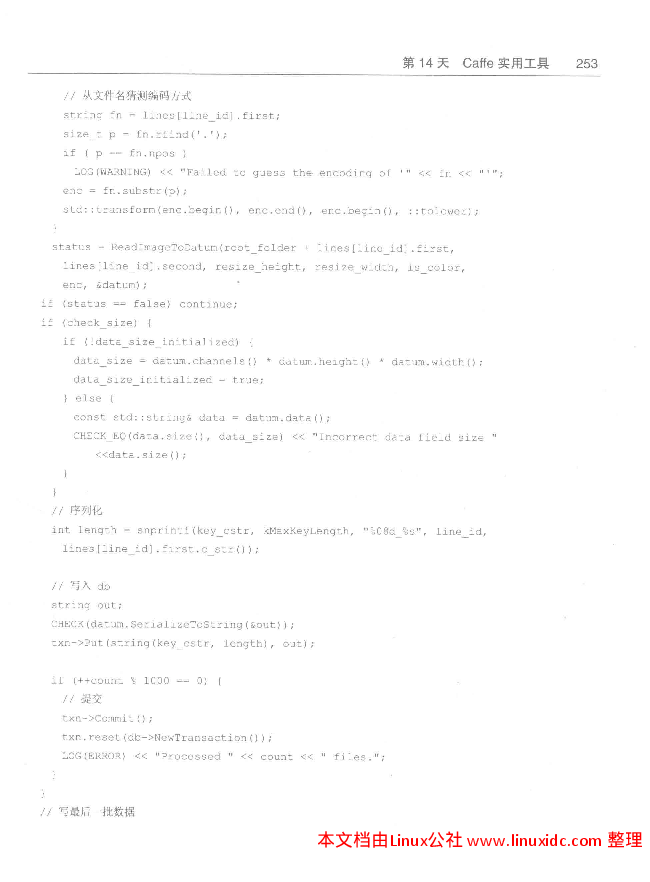 第 14 天 Caffe 实用工具 253
// 从文件名猜测编码方式
string fn = lines[line_id].first;
size_t p = fn.rfind('.');
if ( p == fn.npos )
LOG(WARNING) << "Failed to guess the encoding of '" << fn << "'";
enc = fn.substr(p);
std::transform(enc.begin(), enc.end(), enc.begin(), ::tolower);
}
status = ReadImageToDatum(root_folder + lines[line_id].first,
lines[line_id].second, resize_height, resize_width, is_color,
enc, &datum);
if (status == false) continue;
if (check_size) {
if (!data_size_initialized) {
data_size = datum.channels() * datum.height() * datum.width();
data_size_initialized = true;
} else {
const std::string& data = datum.data();
CHECK_EQ(data.size(), data_size) << "Incorrect data field size "
<<data.size();
}
}
// 序列化
int length = snprintf(key_cstr, kMaxKeyLength, "%08d_%s", line_id,
lines[line_id].first.c_str());
// 写入 db
string out;
CHECK(datum.SerializeToString(&out));
txn->Put(string(key_cstr, length), out);
if (++count % 1000 == 0) {
// 提交
txn->Commit();
txn.reset(db->NewTransaction());
LOG(ERROR) << "Processed " << count << " files.";
}
}
// 写最后一批数据
本文档由Linux公社 www.linuxidc.com 整理